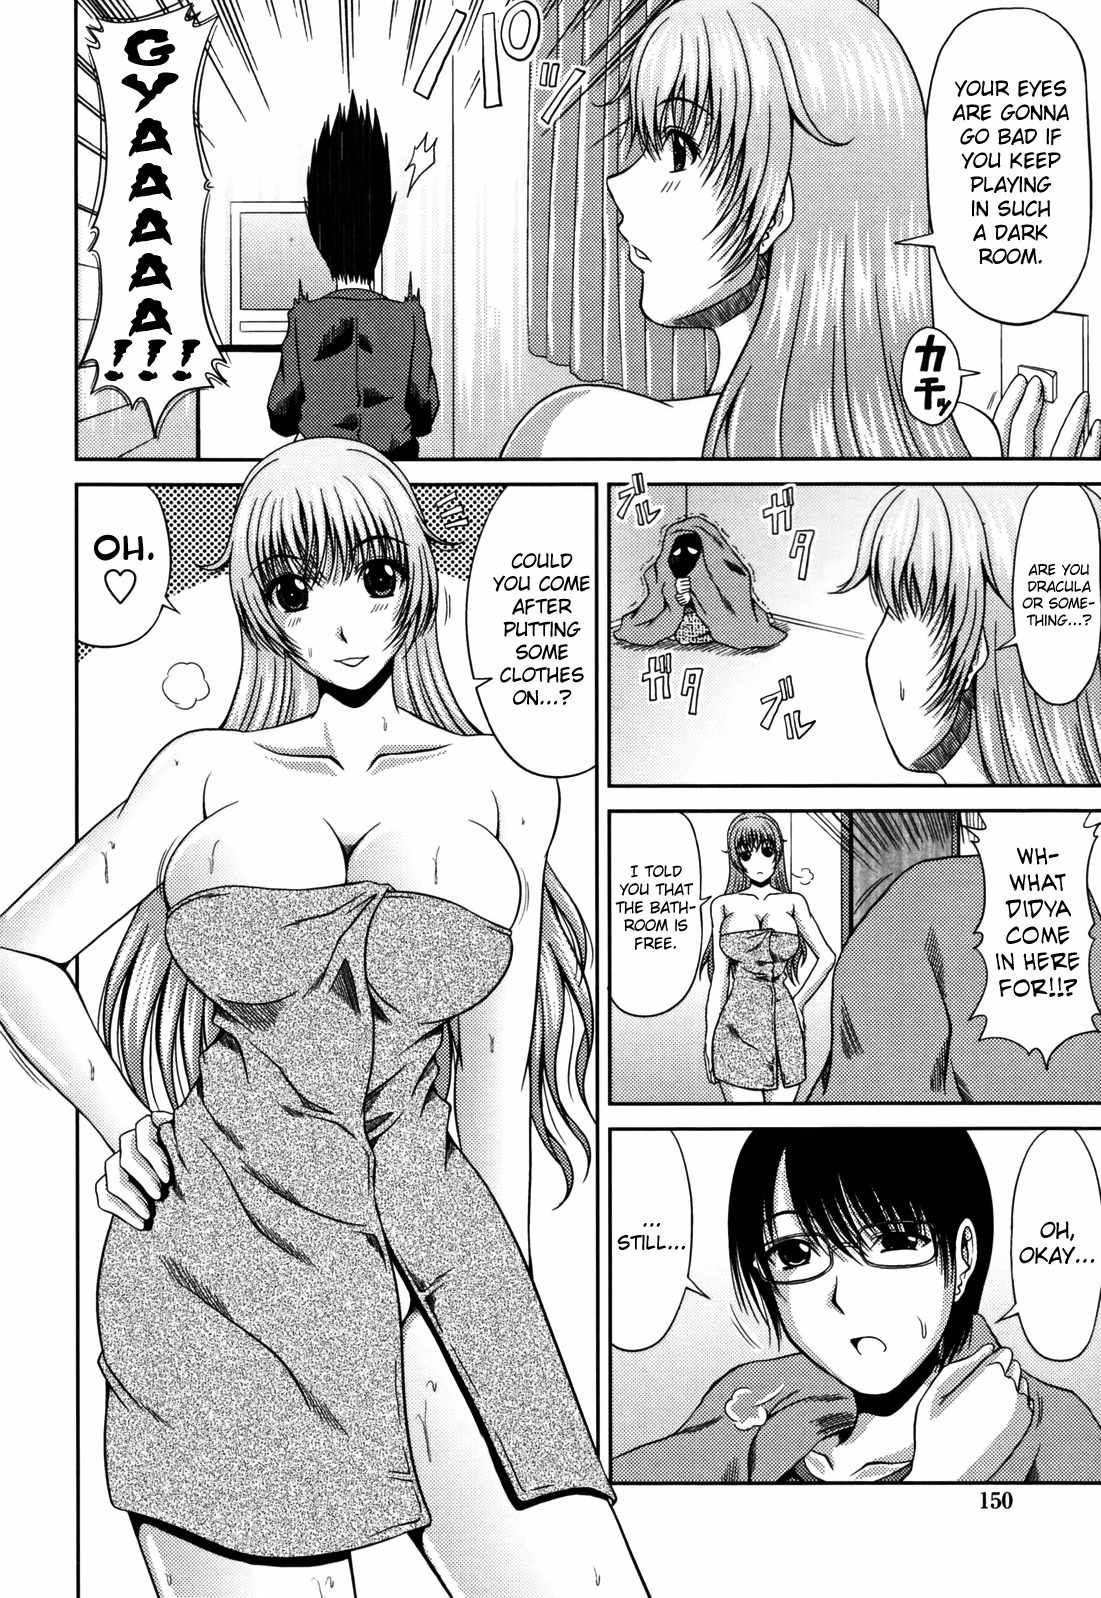 YOUR EYES
ARE GONNA
GO BAD IF
YOU KEEP
PLAYING
IN SUCH
A DARK
ROOM.
カチッ
GYAAAAAA!!!
ARE YOU
DRACULA
OR SOME-
THING...?
ガタ
ブル
ガタ
ブル
WH-
WHAT
DIDYA
COME
IN HERE
FOR!!?
I TOLD
YOU THAT
THE BATH-
ROOM IS
FREE.
OH,
OKAY...
...
STILL...
COULD
YOU COME
AFTER
PUTTING
SOME
CLOTHES
ON...?
OH.
♡
150